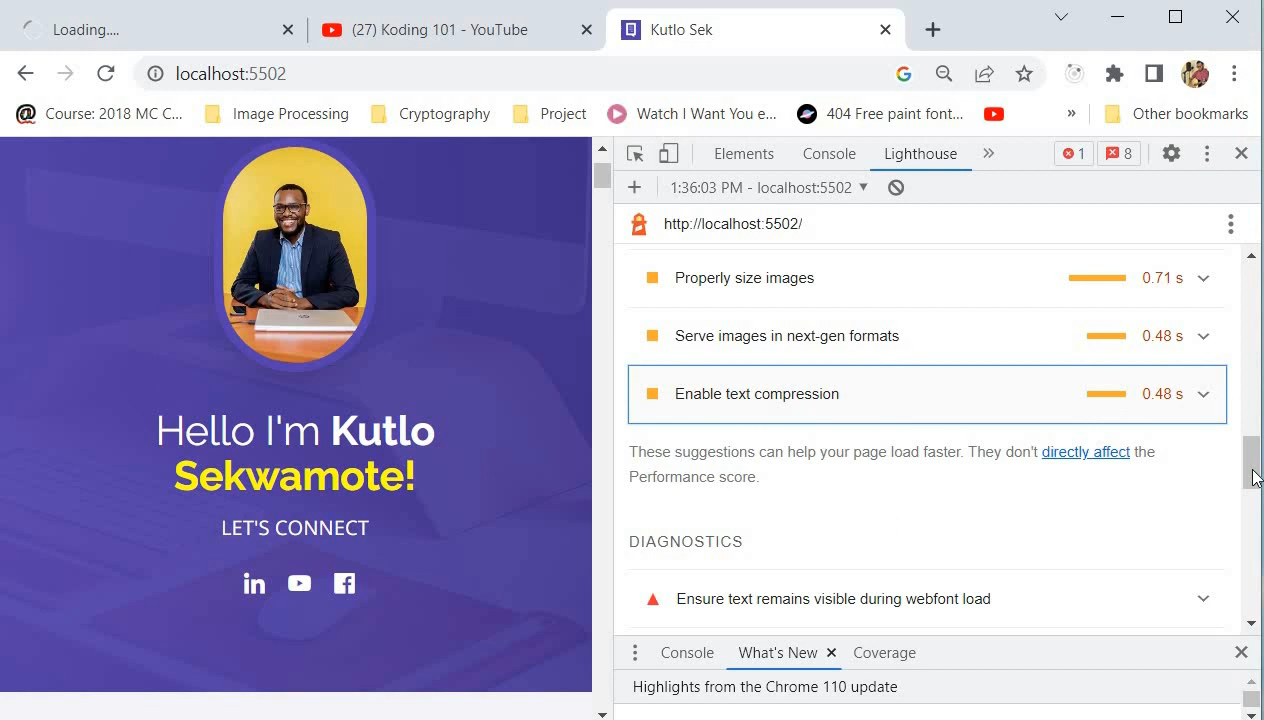 Loading....
(27) Koding 101 - YouTube
Kutlo Sek
localhost:5502
Course: 2018 MC C...
Image Processing
Cryptography
Project
Watch I Want You e...
404 Free paint font...
»
Other bookmarks
Hello I'm Kutlo
Sekwamote!
LET'S CONNECT
in
Elements
Console
Lighthouse
»
1
8
1:36:03 PM - localhost:5502
http://localhost:5502/
Properly size images
0.71 s
Serve images in next-gen formats
0.48 s
Enable text compression
0.48 s
These suggestions can help your page load faster. They don't directly affect the
Performance score.
DIAGNOSTICS
Ensure text remains visible during webfont load
Console
What's New
Coverage
Highlights from the Chrome 110 update